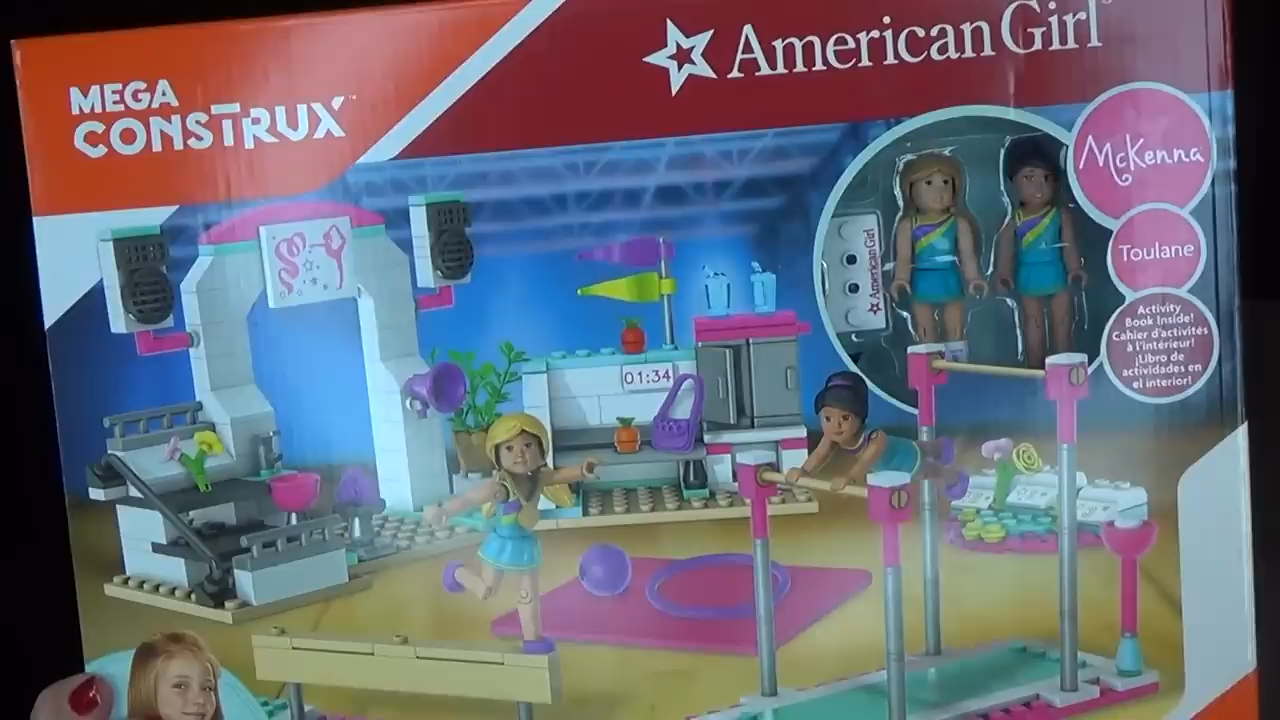 MEGA
CONSTRUX™
American Girl®
McKenna
Toulane
Activity
Book Inside!
Cahier d'activités
à l'intérieur!
¡Libro de
actividades en
el interior!
American Girl
01:34